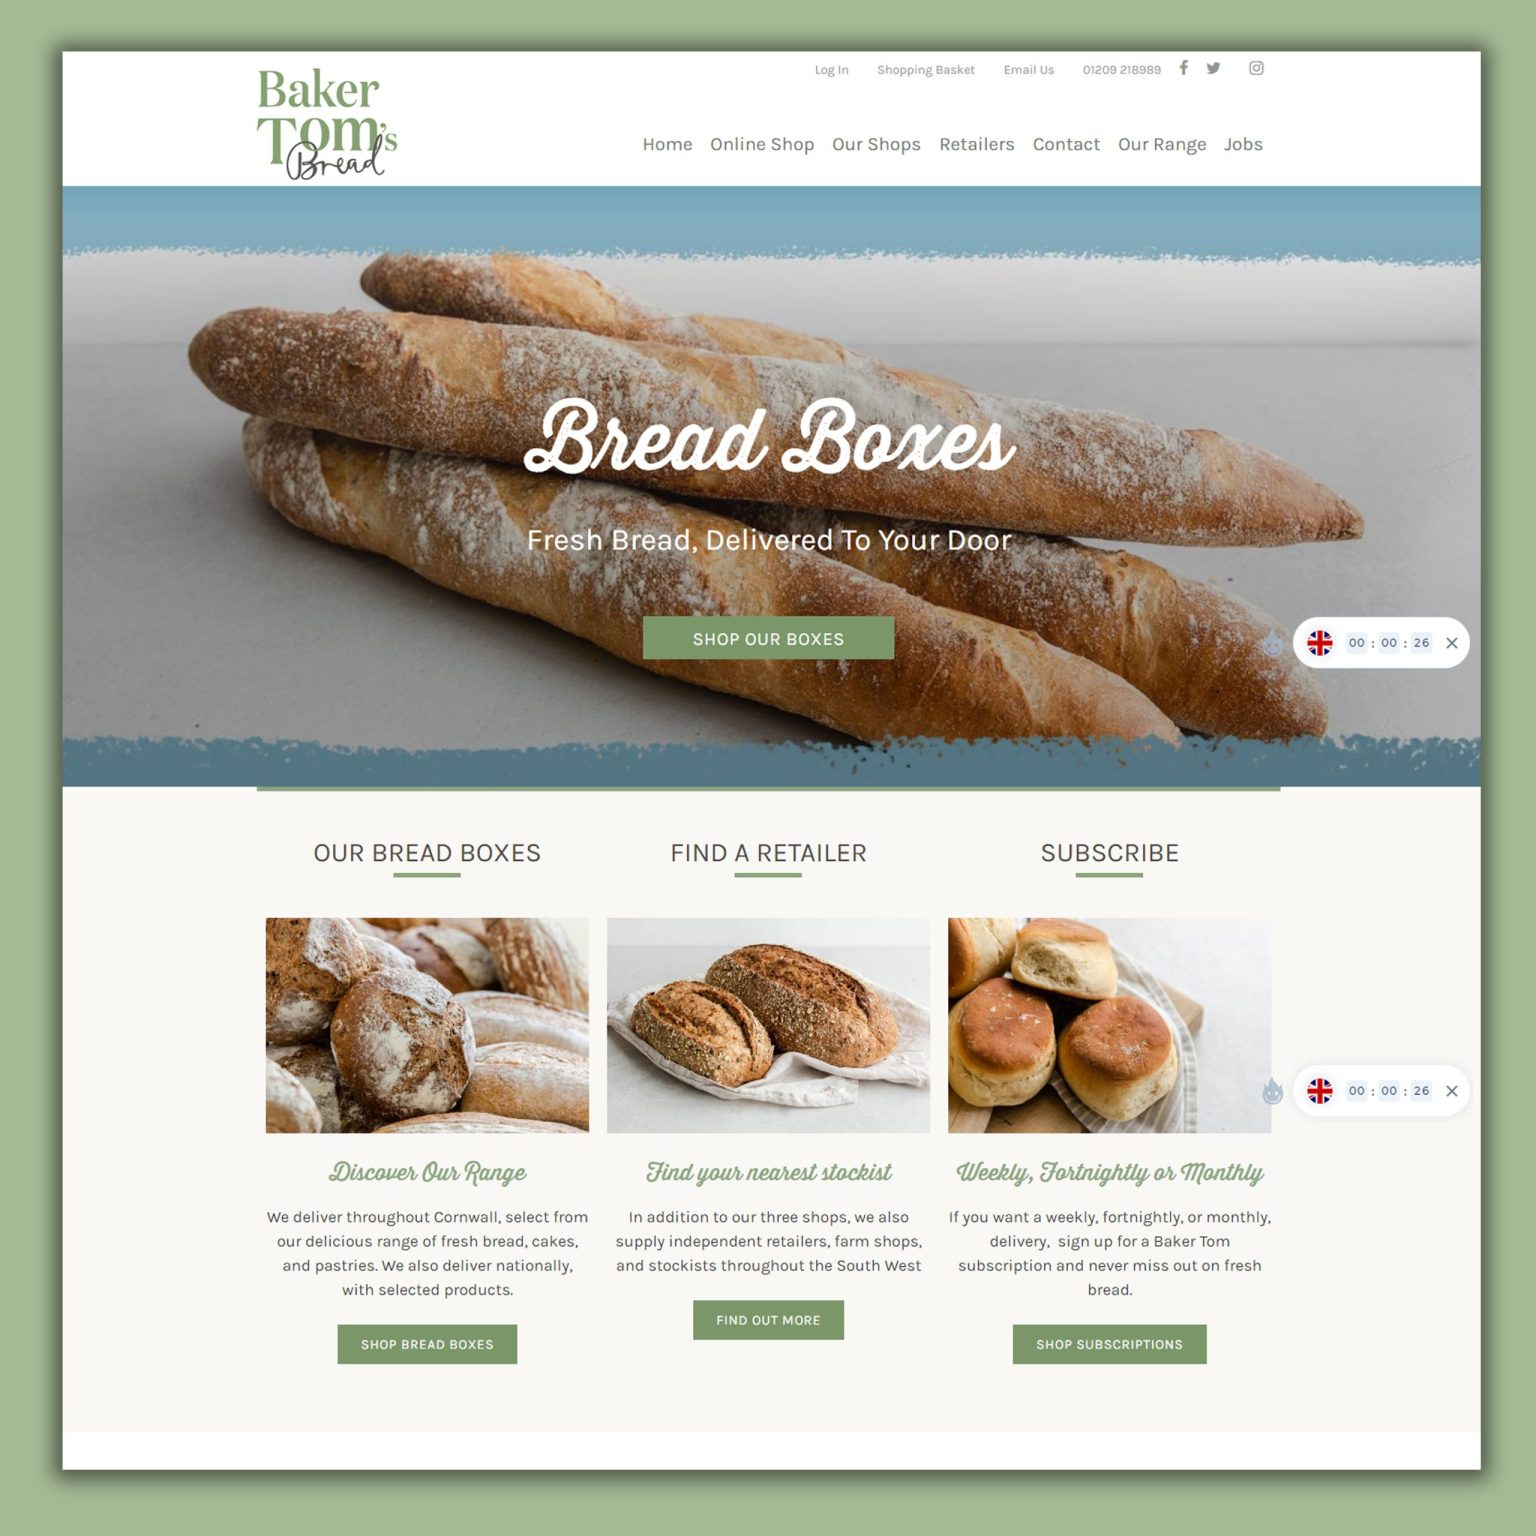 Baker
Tom's
Bread
Log In Shopping Basket Email Us 01209 218989
Home Online Shop Our Shops Retailers Contact Our Range Jobs
Bread Boxes
Fresh Bread, Delivered To Your Door
SHOP OUR BOXES
00 : 00 : 26
OUR BREAD BOXES
FIND A RETAILER
SUBSCRIBE
00 : 00 : 26
Discover Our Range
We deliver throughout Cornwall, select from
our delicious range of fresh bread, cakes,
and pastries. We also deliver nationally,
with selected products.
SHOP BREAD BOXES
Find your nearest stockist
In addition to our three shops, we also
supply independent retailers, farm shops,
and stockists throughout the South West
FIND OUT MORE
Weekly, Fortnightly or Monthly
If you want a weekly, fortnightly, or monthly,
delivery, sign up for a Baker Tom
subscription and never miss out on fresh
bread.
SHOP SUBSCRIPTIONS